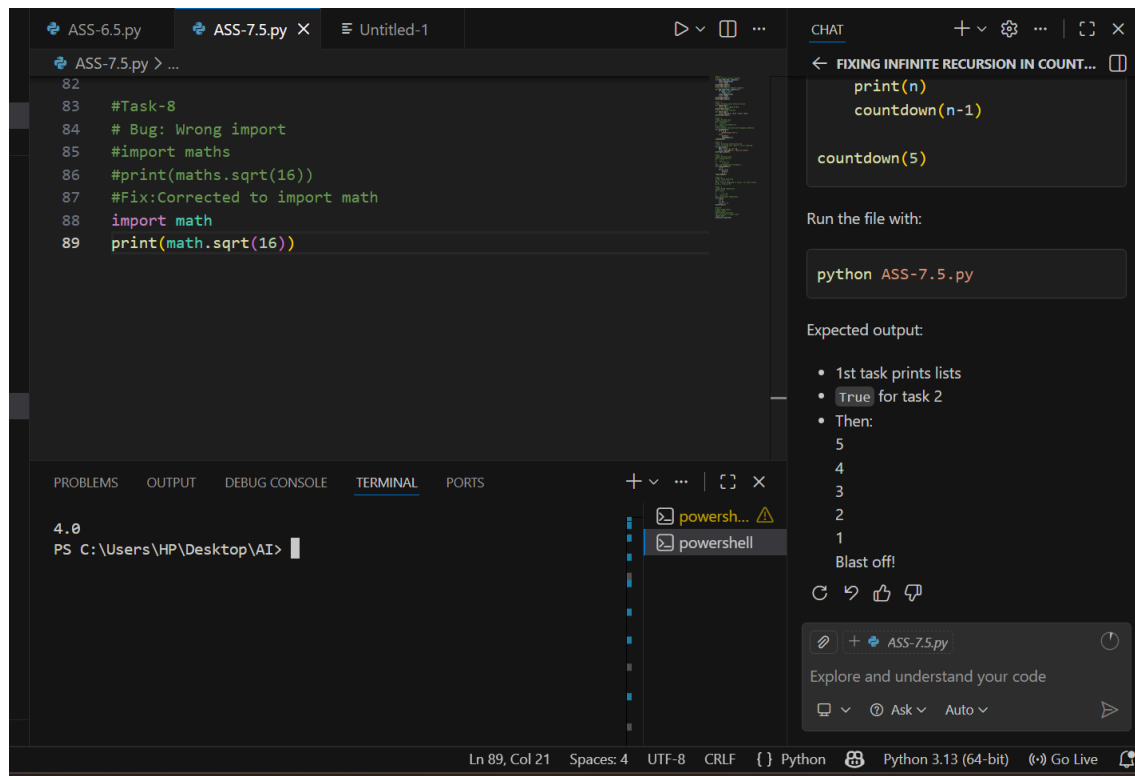 ASS-6.5.py
ASS-7.5.py
Untitled-1
ASS-7.5.py > ...
82
83 #Task-8
84 # Bug: Wrong import
85 #import maths
86 #print(maths.sqrt(16))
87 #Fix:Corrected to import math
88 import math
89 print(math.sqrt(16))
PROBLEMS OUTPUT DEBUG CONSOLE TERMINAL PORTS
4.0
PS C:\Users\HP\Desktop\AI>
powersh...
powershell
CHAT
FIXING INFINITE RECURSION IN COUNT...
print(n)
countdown(n-1)
countdown(5)
Run the file with:
python ASS-7.5.py
Expected output:
• 1st task prints lists
• True for task 2
• Then:
5
4
3
2
1
Blast off!
+ ASS-7.5.py
Explore and understand your code
Ask Auto
Ln 89, Col 21 Spaces: 4 UTF-8 CRLF { } Python Python 3.13 (64-bit) Go Live